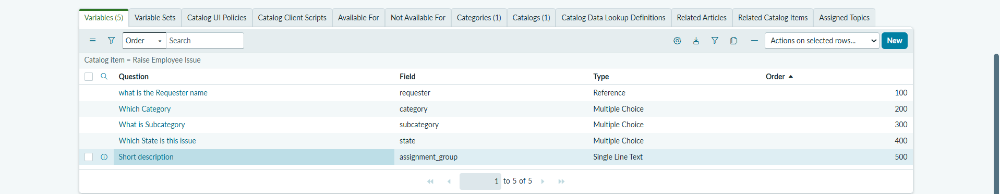 Variables (5) Variable Sets Catalog UI Policies Catalog Client Scripts Available For Not Available For Categories (1) Catalogs (1) Catalog Data Lookup Definitions Related Articles Related Catalog Items Assigned Topics
Order Search Actions on selected rows... New
Catalog item = Raise Employee Issue
Question Field Type Order
what is the Requester name requester Reference 100
Which Category category Multiple Choice 200
What is Subcategory subcategory Multiple Choice 300
Which State is this issue state Multiple Choice 400
Short description assignment_group Single Line Text 500
1 to 5 of 5